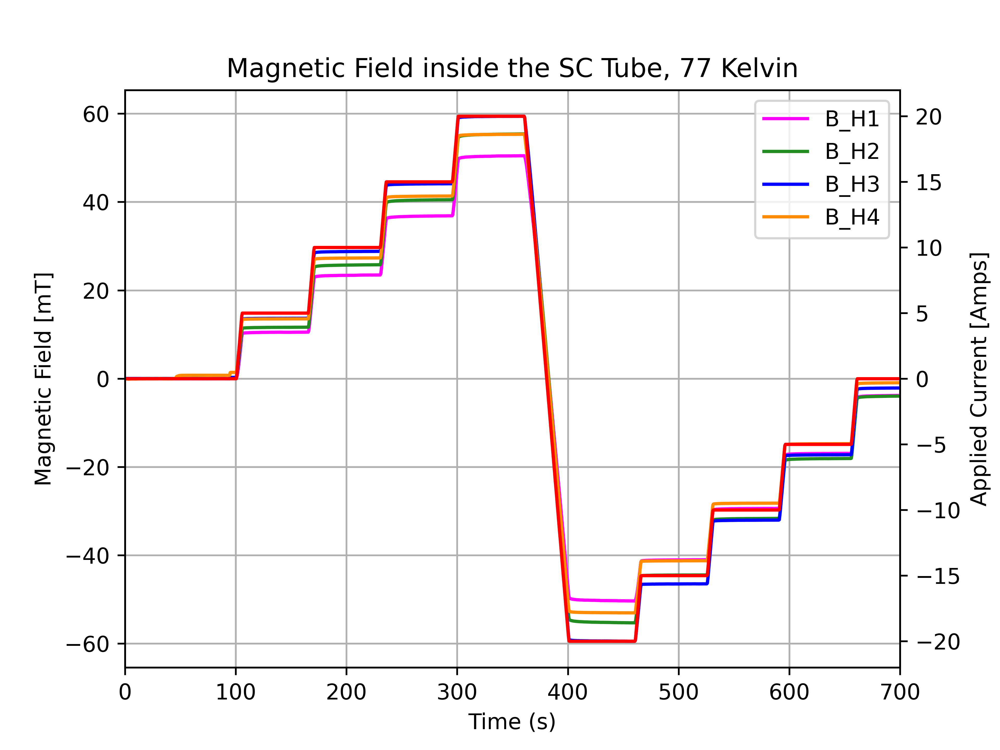 Magnetic Field inside the SC Tube, 77 Kelvin
Magnetic Field [mT]
60
40
20
0
−20
−40
−60
B_H1
B_H2
B_H3
B_H4
20
15
10
5
0
−5
−10
−15
−20
Applied Current [Amps]
0 100 200 300 400 500 600 700
Time (s)